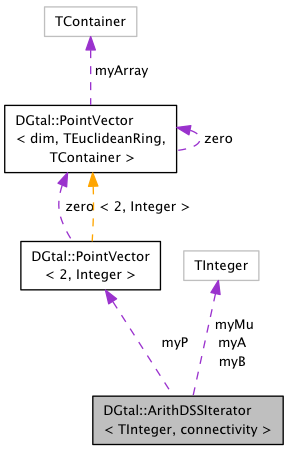 TContainer
myArray
DGtal::PointVector
< dim, TEuclideanRing,
TContainer >
zero
zero
< 2, Integer >
DGtal::PointVector
< 2, Integer >
TInteger
myP
myMu
myA
myB
DGtal::ArithDSSIterator
< TInteger, connectivity >